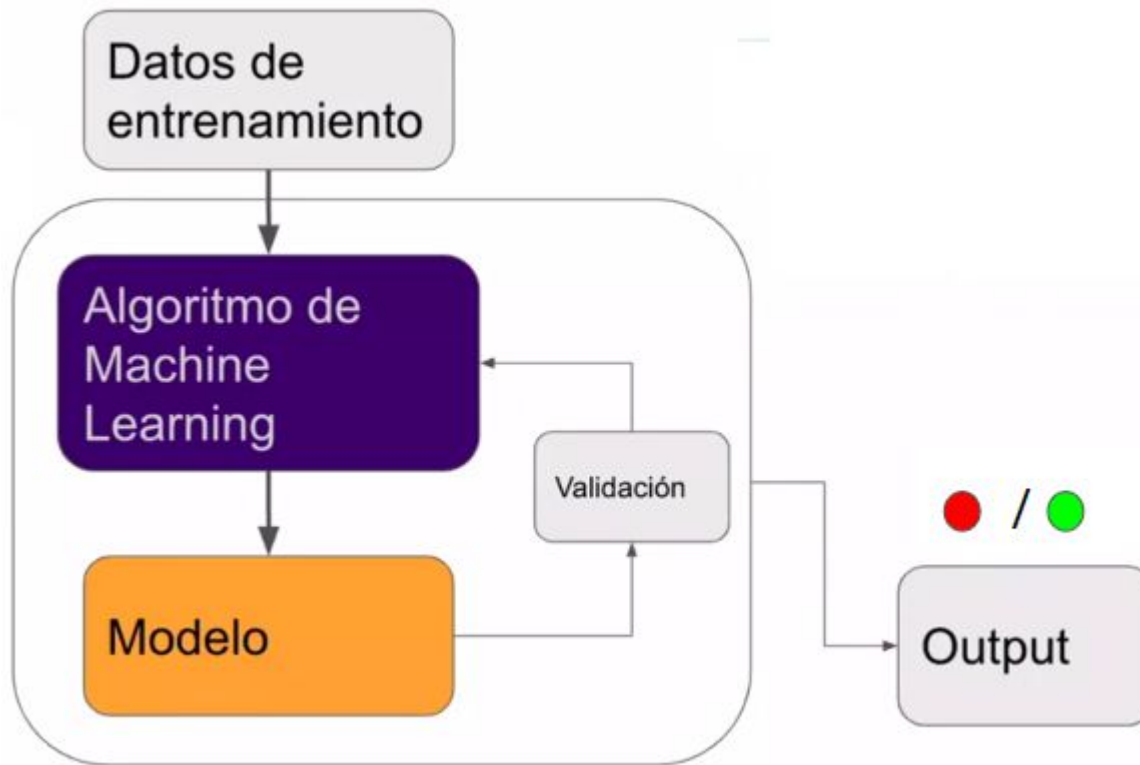 Datos de
entrenamiento
Algoritmo de
Machine
Learning
Validación
Modelo
/
Output